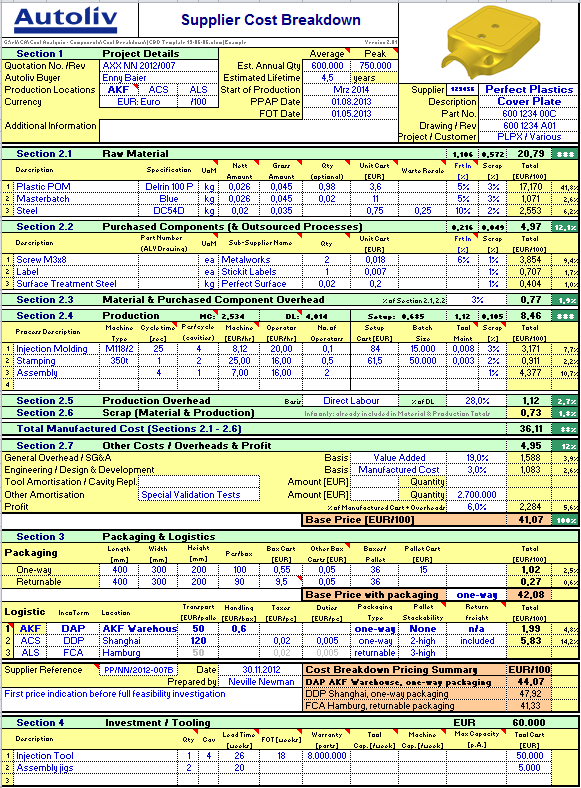 Autoliv
Supplier Cost Breakdown
Version 2.01
Section 1 Project Details Average Peak
Quotation No. /Rev AXX NN 2012/007 Est. Annual Qty 600.000 750.000
Autoliv Buyer Enny Baier Estimated Lifetime 4,5 years
Production Locations AKF ACS ALS Start of Production Mrz 2014 Supplier 123456 Perfect Plastics
Currency EUR: Euro /100 PPAP Date 01.08.2013 Description Cover Plate
FOT Date 01.05.2013 Part No. 600 1234 00C
Additional Information Drawing / Rev 600 1234 A01
Project / Customer PLPX / Various
Section 2.1 Raw Material 1,106 0,572 20,79 ###
Description Specification UoM Nett Amount Gross Amount Qty (optional) Unit Cart [EUR] Waste Resale Frt In [%] Scrap [%] Total [EUR/100]
1 Plastic POM Delrin 100 P kg 0,026 0,045 0,98 3,6 5% 3% 17,170 41,8%
2 Masterbatch Blue kg 0,026 0,045 0,02 11 5% 3% 1,071 2,6%
3 Steel DC54D kg 0,02 0,035 0,75 0,25 10% 2% 2,553 6,2%
Section 2.2 Purchased Components (& Outsourced Processes) 0,216 0,049 4,97 12,1%
Description Part Number (ALV Drawing) UoM Sub-Supplier Name Qty Unit Cart [EUR] Frt In [%] Scrap [%] Total [EUR/100]
1 Screw M3x8 ea Metalworks 2 0,018 6% 1% 3,854 9,4%
2 Label ea Stickit Labels 1 0,007 1% 0,707 1,7%
3 Surface Treatment Steel kg Perfect Surface 0,02 0,2 1% 0,404 1,0%
Section 2.3 Material & Purchased Component Overhead % of Section 2.1, 2.2 3% 0,77 1,9%
Section 2.4 Production MC: 2,534 DL: 4,014 Setup: 0,685 1,12 0,105 8,46 ###
Process Description Machine Type Cycle time [sec] Parts/cycle (cavities) Machine [EUR/hr] Operator [EUR/hr] No. of Operators Setup Cart [EUR] Batch Size Tool Maint Scrap [%] Total [EUR/100]
1 Injection Molding M118/2 25 4 8,12 20,00 0,1 84 15.000 0,008 3% 3,171 7,7%
2 Stamping 350t 1 2 25,00 16,00 0,5 61,5 50.000 0,003 2% 0,911 2,2%
3 Assembly 4 1 7,00 16,00 2 1% 4,377 10,7%
4
Section 2.5 Production Overhead Basis Direct Labour % of DL 28,0% 1,12 2,7%
Section 2.6 Scrap (Material & Production) Info only: already included in Material & Production Totals 0,73 1,8%
Total Manufactured Cost (Sections 2.1 - 2.6) 36,11 88%
Section 2.7 Other Costs / Overheads & Profit 4,95 12%
General Overhead / SG&A Basis Value Added 19,0% 1,588 3,9%
Engineering / Design & Development Basis Manufactured Cost 3,0% 1,083 2,6%
Tool Amortisation / Cavity Repl. Amount [EUR] Quantity
Other Amortisation Special Validation Tests Amount [EUR] Quantity 2.700.000
Profit % of Manufactured Cost + Overheads 6,0% 2,284 5,6%
Base Price [EUR/100] 41,07 100%
Section 3 Packaging & Logistics
Packaging Length [mm] Width [mm] Height [mm] Pcs/box Box Cart [EUR] Other Box Carts [EUR] Boxes/ Pallet Pallet Cart [EUR] Total [EUR/100]
One-way 400 300 200 100 0,55 0,05 36 15 1,02 2,5%
Returnable 400 300 200 90 9,5 0,05 36 0,27 0,6%
Base Price with packaging one-way 42,08
Logistic IncoTerm Location Transport [EUR/palle Handling [EUR/box] Taxes [EUR/pc] Duties [EUR/pc] Packaging Type Pallet Stackability Return freight Total [EUR/100]
1 AKF DAP AKF Warehous 50 0,6 one-way None n/a 1,99 4,8%
2 ACS DDP Shanghai 120 0,02 0,005 one-way 2-high included 5,83 14,2%
3 ALS FCA Hamburg 50 0,02 0,005 returnable 3-high
Supplier Reference PP/NN/2012-007B Date 30.11.2012 Cost Breakdown Pricing Summary EUR/100
Prepared by Neville Newman DAP AKF Warehouse, one-way packaging 44,07
First price indication before full feasibility investigation DDP Shanghai, one-way packaging 47,92
FCA Hamburg, returnable packaging 41,33
Section 4 Investment / Tooling EUR 60.000
Description Qty Cav Lead Time [weeks] FOT [weeks] Warranty [parts] Tool Cap. [/week] Machine Cap. [/week] Max Capacity [p.A.] Tool Cart [EUR]
1 Injection Tool 1 4 26 18 8.000.000 50.000
2 Assembly jigs 2 20 5.000
3